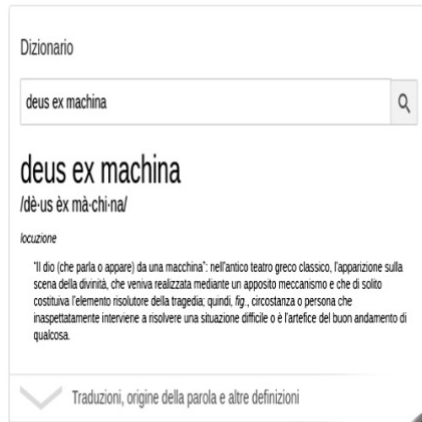 Dizionario
deus ex machina
deus ex machina
/dè·us èx mà·chi·na/
locuzione
"Il dio (che parla o appare) da una macchina": nell'antico teatro greco classico, l'apparizione sulla
scena della divinità, che veniva realizzata mediante un apposito meccanismo e che di solito
costituiva l'elemento risolutore della tragedia; quindi, fig., circostanza o persona che
inaspettatamente interviene a risolvere una situazione difficile o è l'artefice del buon andamento di
qualcosa.
Traduzioni, origine della parola e altre definizioni